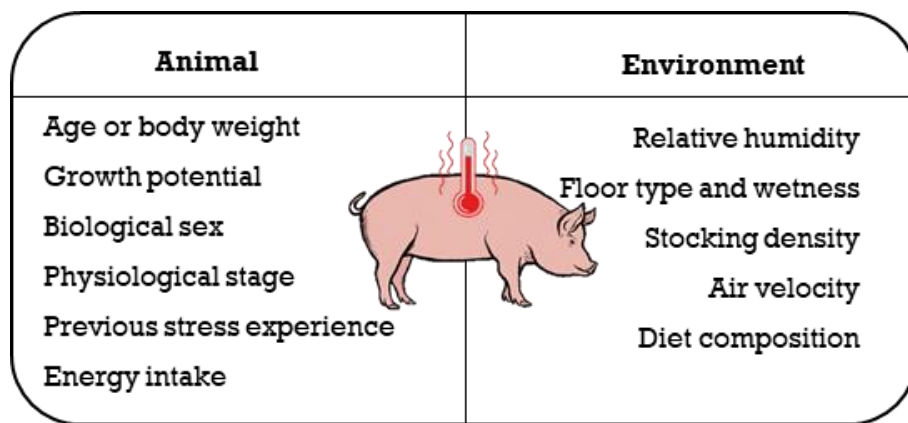 Animal
Age or body weight
Growth potential
Biological sex
Physiological stage
Previous stress experience
Energy intake
Environment
Relative humidity
Floor type and wetness
Stocking density
Air velocity
Diet composition